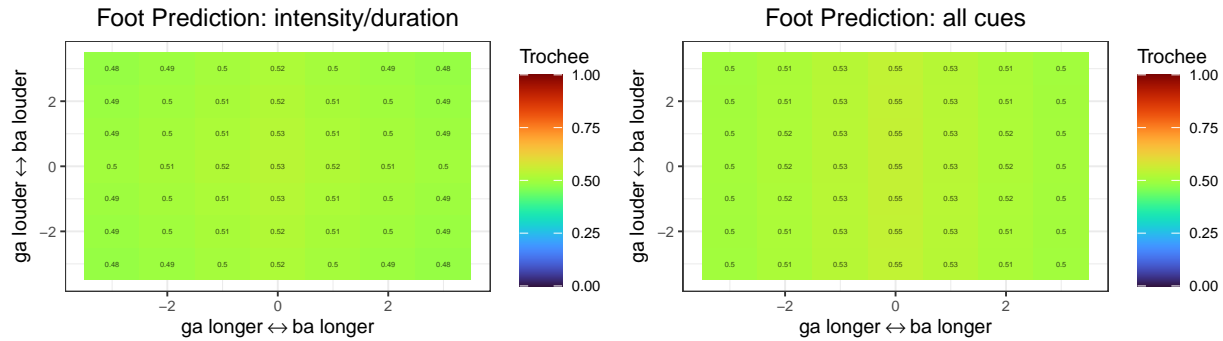 Foot Prediction: intensity/duration
0.48 0.49 0.5 0.52 0.5 0.49 0.48
0.49 0.5 0.51 0.52 0.51 0.5 0.49
0.49 0.5 0.51 0.53 0.51 0.5 0.49
0.5 0.51 0.52 0.53 0.52 0.51 0.5
0.49 0.5 0.51 0.53 0.51 0.5 0.49
0.49 0.5 0.51 0.52 0.51 0.5 0.49
0.48 0.49 0.5 0.52 0.5 0.49 0.48
2
0
−2
−2 0 2
ga louder ↔ ba louder
ga longer ↔ ba longer
Trochee
1.00
0.75
0.50
0.25
0.00
Foot Prediction: all cues
0.5 0.51 0.53 0.55 0.53 0.51 0.5
0.5 0.51 0.53 0.55 0.53 0.51 0.5
0.5 0.52 0.53 0.55 0.53 0.52 0.5
0.5 0.52 0.53 0.55 0.53 0.52 0.5
0.5 0.52 0.53 0.55 0.53 0.52 0.5
0.5 0.51 0.53 0.55 0.53 0.51 0.5
0.5 0.51 0.53 0.55 0.53 0.51 0.5
2
0
−2
−2 0 2
ga louder ↔ ba louder
ga longer ↔ ba longer
Trochee
1.00
0.75
0.50
0.25
0.00